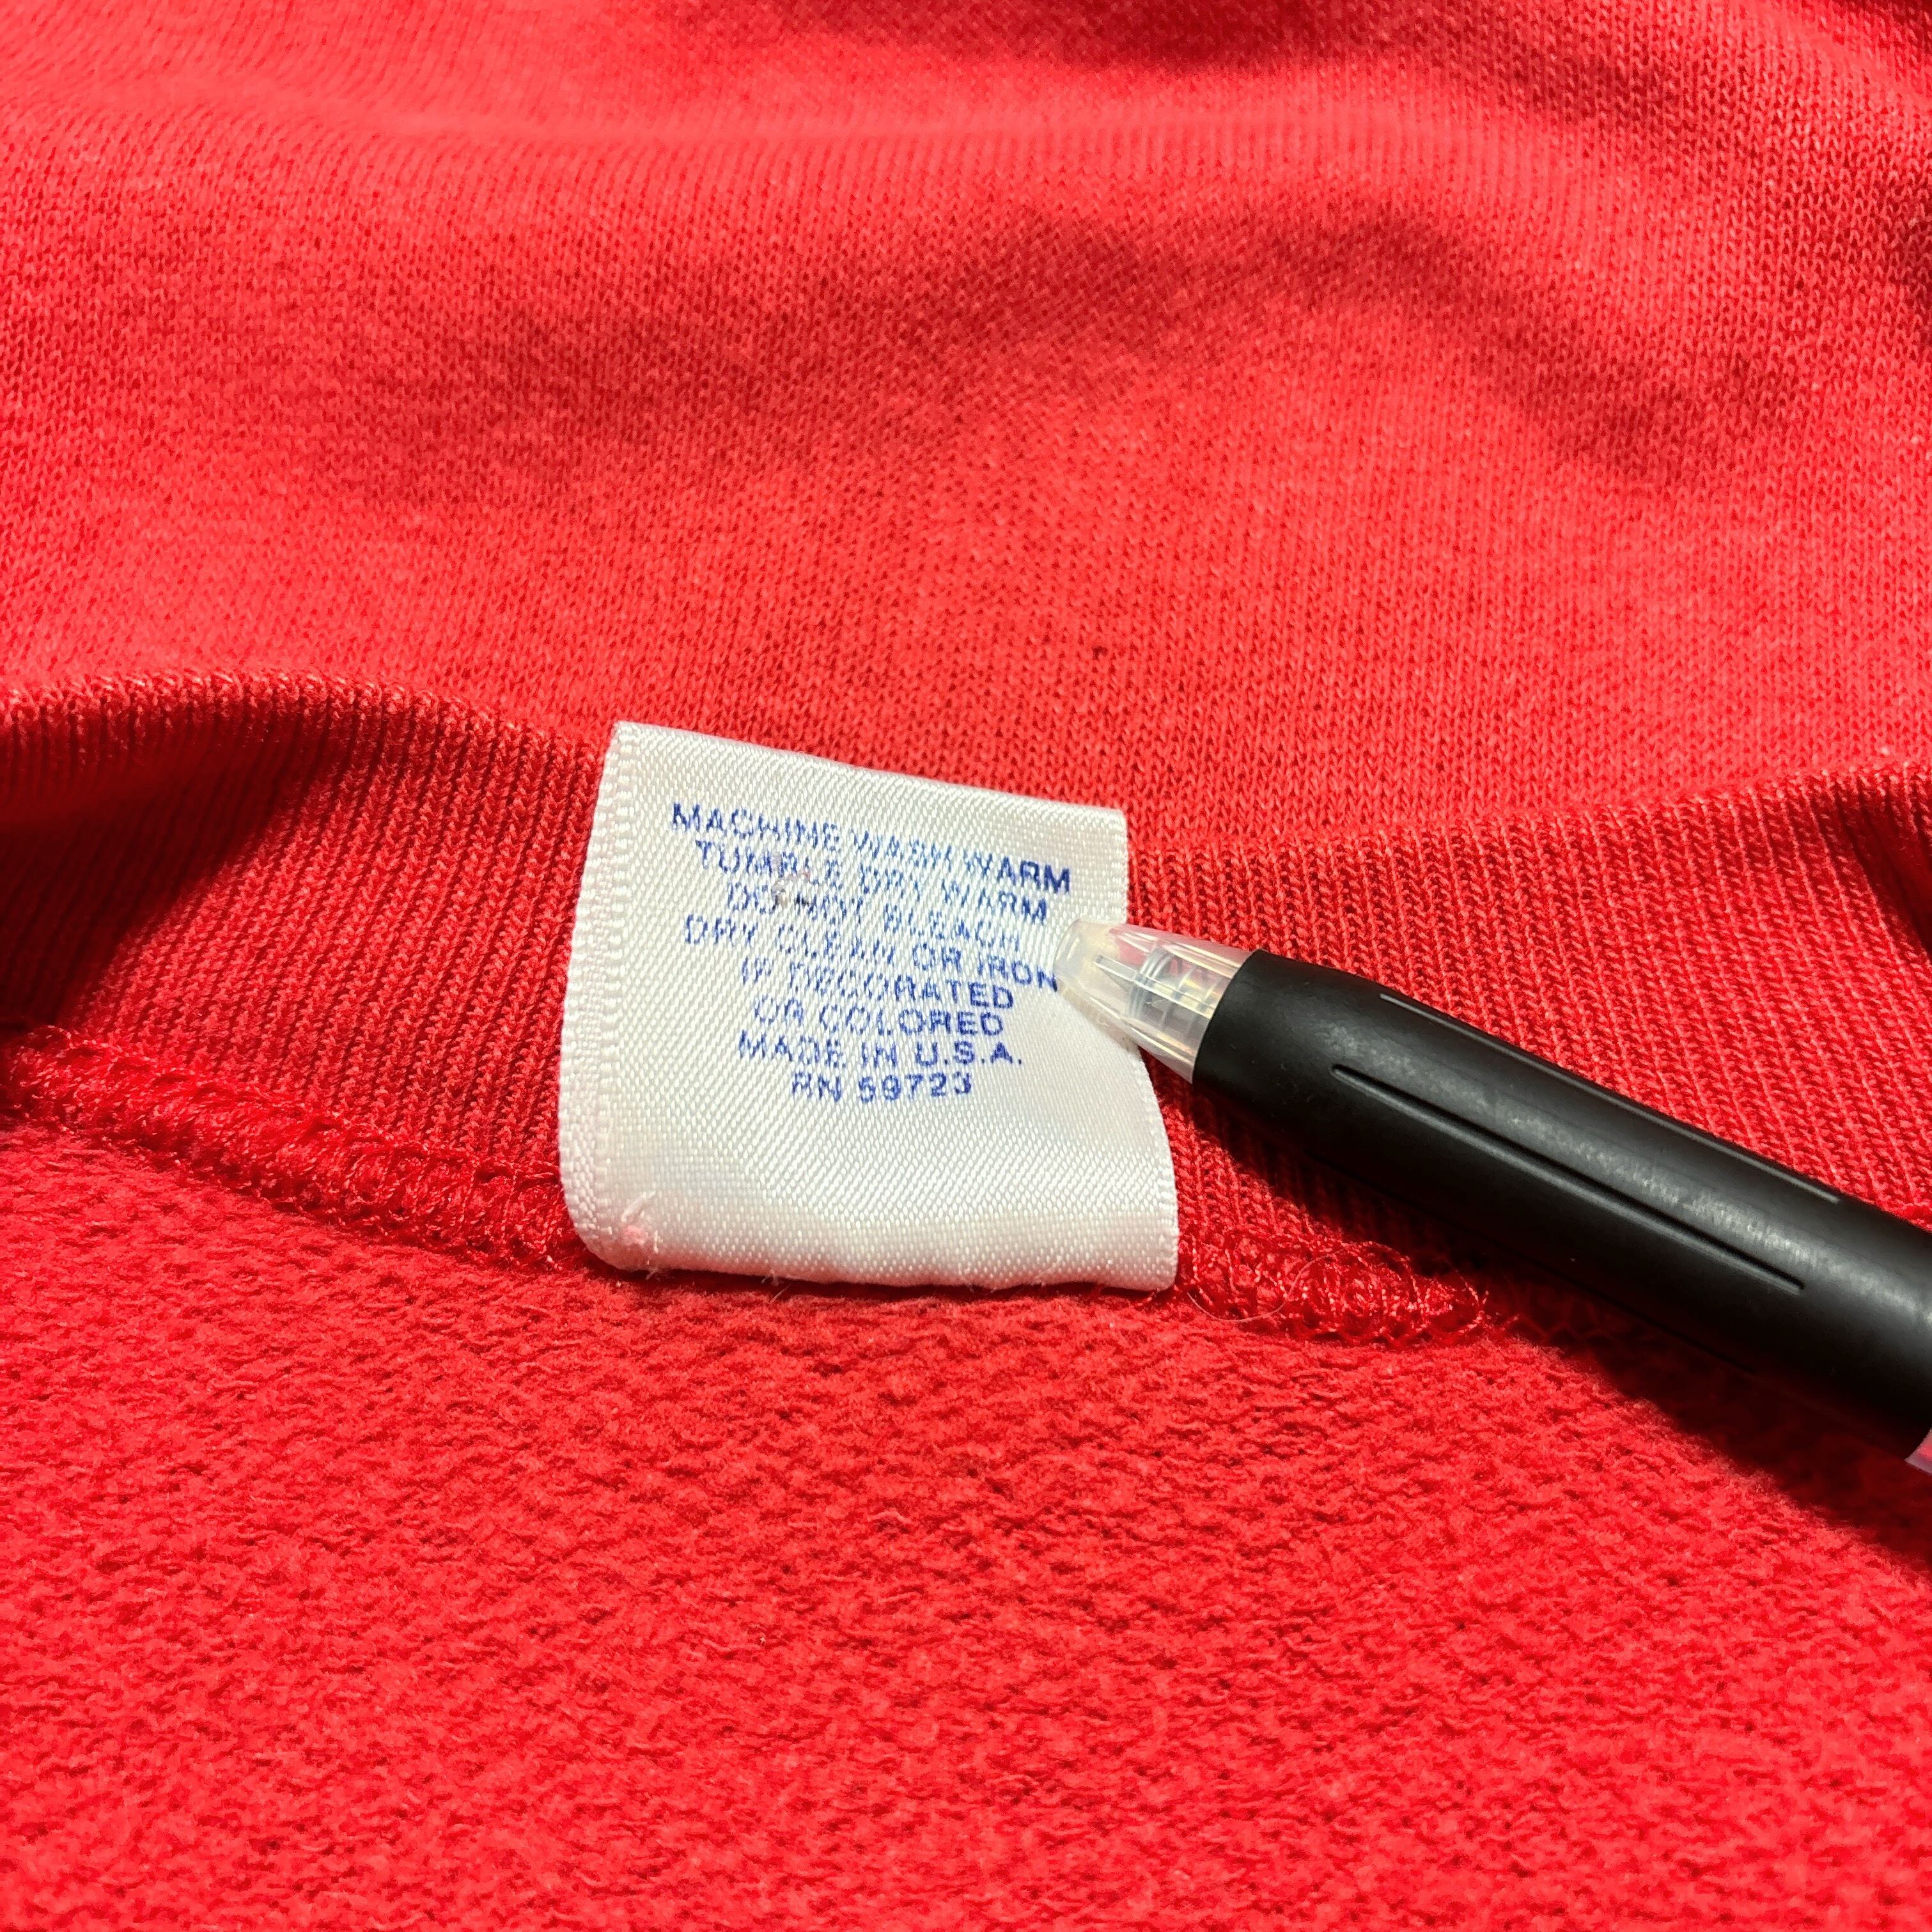 MACHINE WASH WARM
TUMBLE DRY WARM
DO NOT BLEACH
DRY CLEAN OR IRON
IF DECORATED
OR COLORED
MADE IN U.S.A.
RN 59723